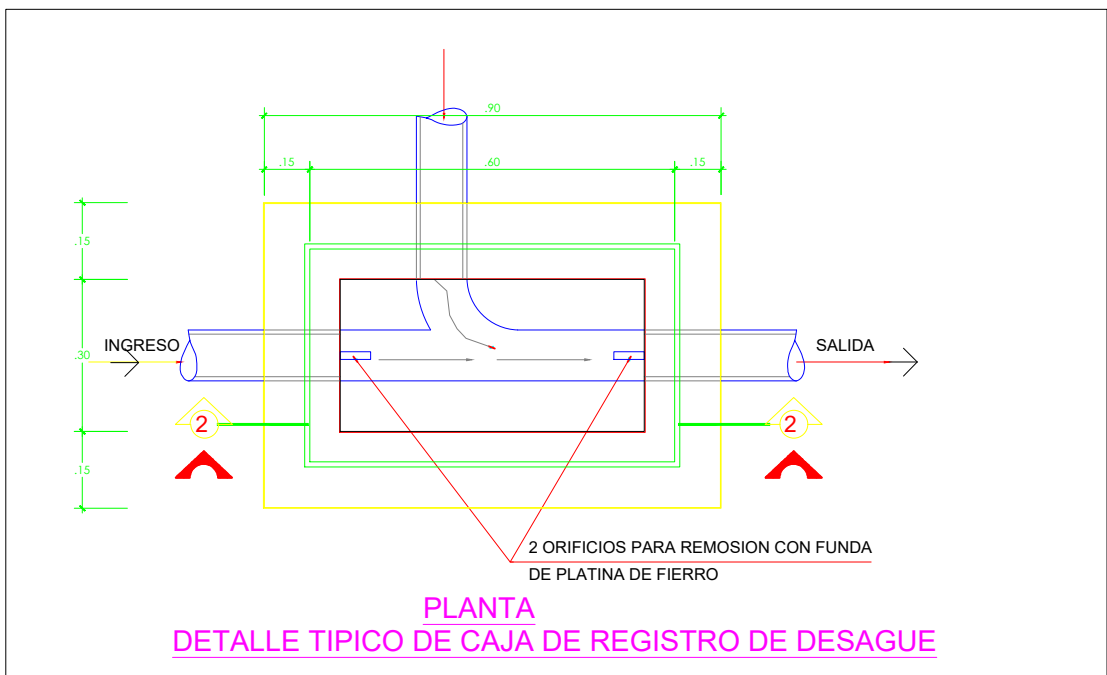 .90
.15
.60
.15
.15
INGRESO
.30
SALIDA
2
2
.15
2 ORIFICIOS PARA REMOSION CON FUNDA
DE PLATINA DE FIERRO
PLANTA
DETALLE TIPICO DE CAJA DE REGISTRO DE DESAGUE